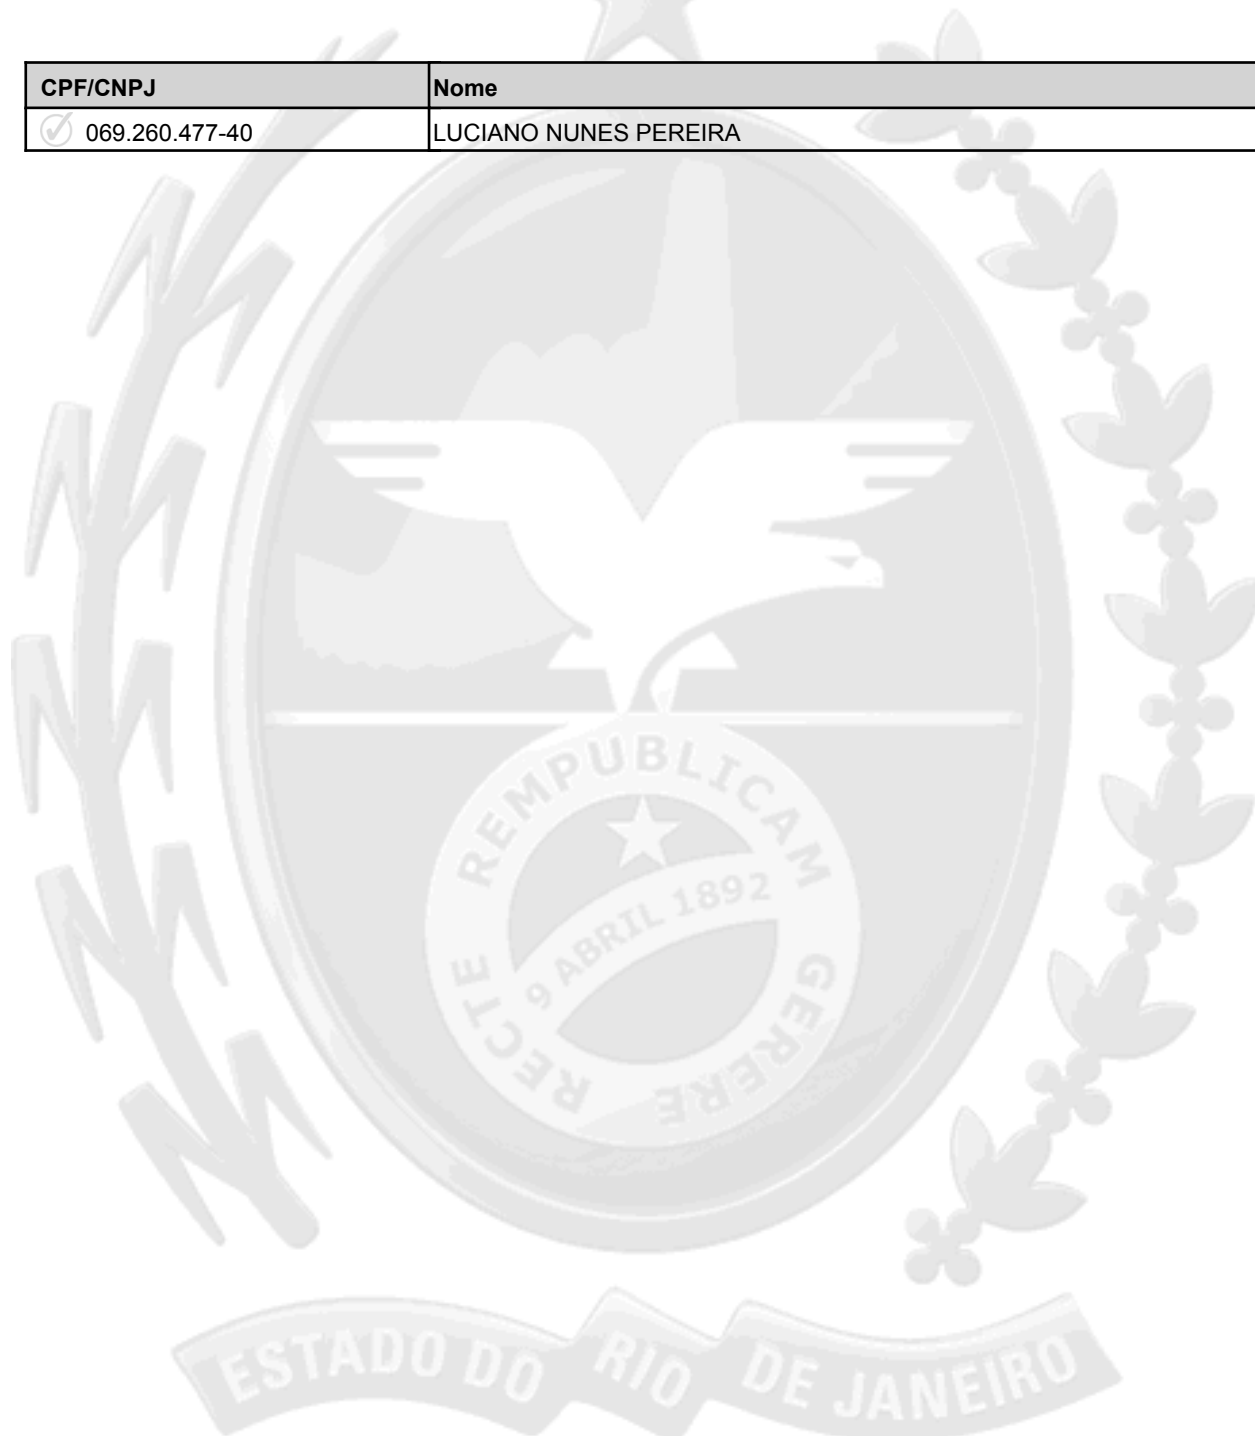 CPF/CNPJ Nome
069.260.477-40 LUCIANO NUNES PEREIRA
REMPUBLICAM
9 ABRIL 1892
RECTE GERERE
ESTADO DO RIO DE JANEIRO